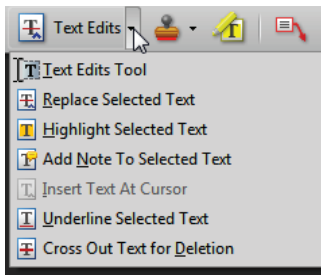 Text Edits
Text Edits Tool
Replace Selected Text
Highlight Selected Text
Add Note To Selected Text
Insert Text At Cursor
Underline Selected Text
Cross Out Text for Deletion